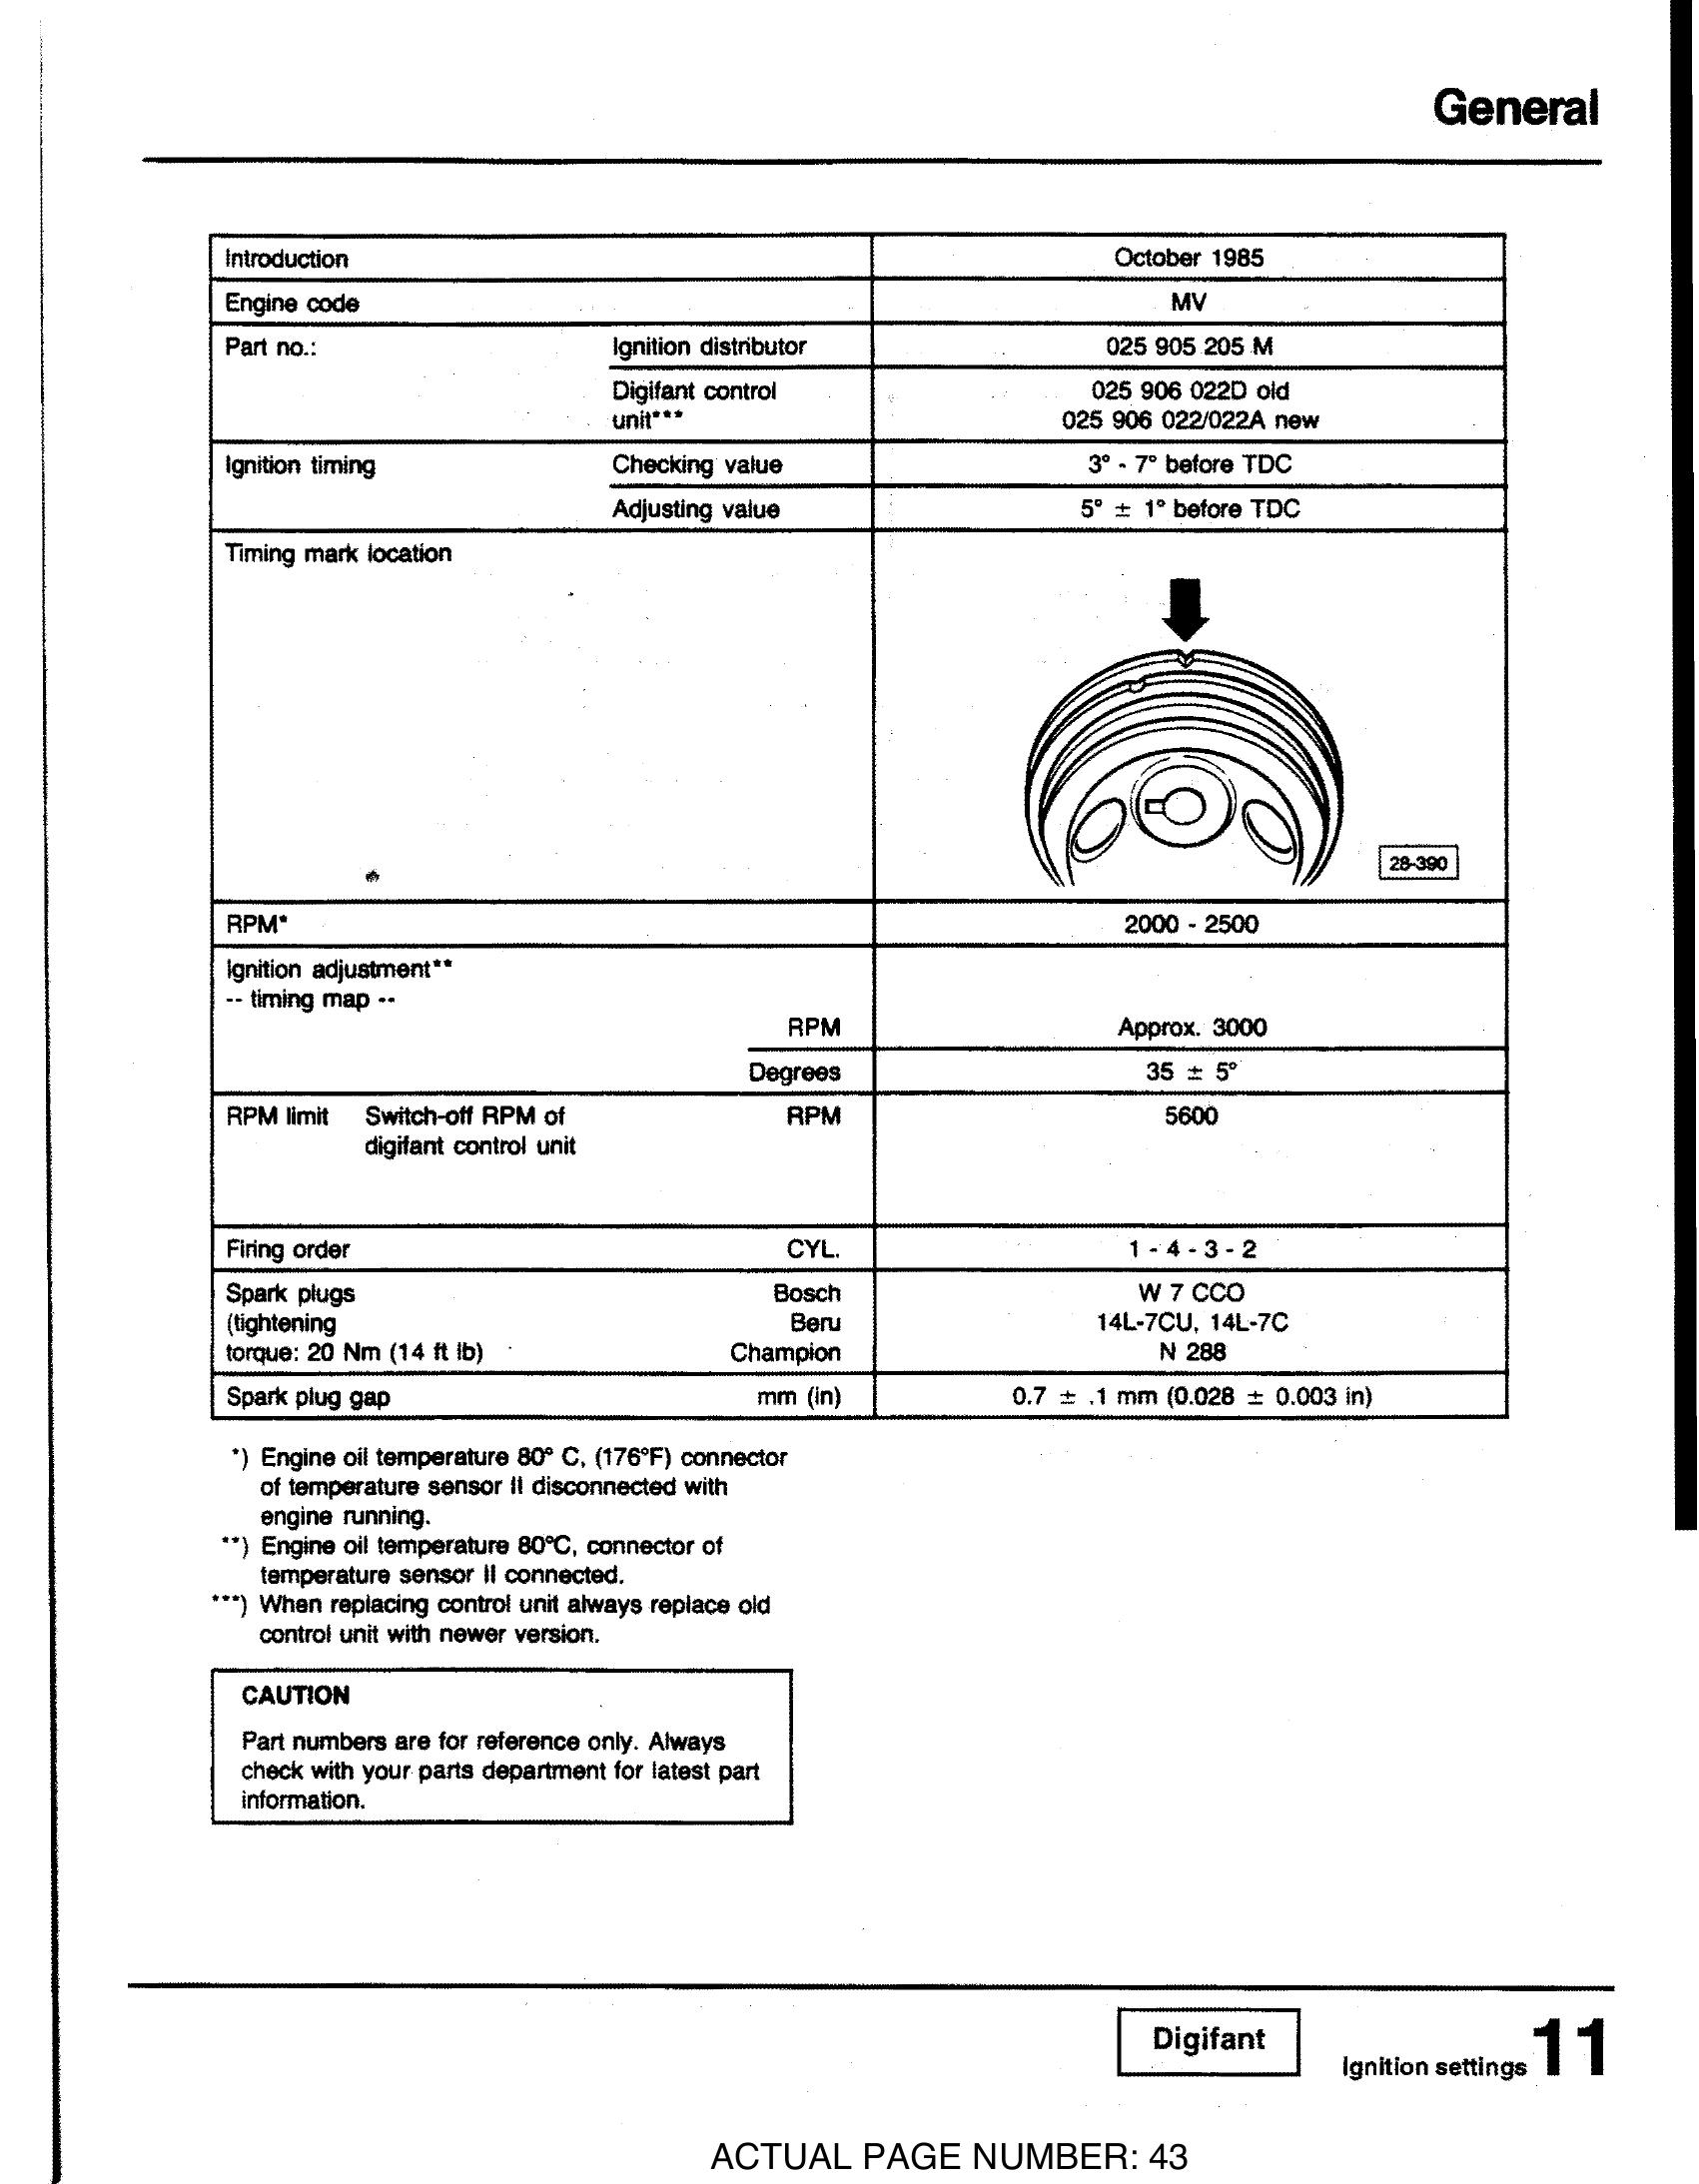 General
Introduction October 1985
Engine code MV
Part no.: Ignition distributor 025 905 205 M
Digifant control 025 906 022D old
unit*** 025 906 022/022A new
Ignition timing Checking value 3° - 7° before TDC
Adjusting value 5° ± 1° before TDC
Timing mark location
28-390
RPM* 2000 - 2500
Ignition adjustment**
-- timing map --
RPM Approx. 3000
Degrees 35 ± 5°
RPM limit Switch-off RPM of RPM 5600
digifant control unit
Firing order CYL. 1 - 4 - 3 - 2
Spark plugs Bosch W 7 CCO
(tightening Beru 14L-7CU, 14L-7C
torque: 20 Nm (14 ft lb) Champion N 288
Spark plug gap mm (in) 0.7 ± .1 mm (0.028 ± 0.003 in)
*) Engine oil temperature 80° C, (176°F) connector
of temperature sensor II disconnected with
engine running.
**) Engine oil temperature 80°C, connector of
temperature sensor II connected.
***) When replacing control unit always replace old
control unit with newer version.
CAUTION
Part numbers are for reference only. Always
check with your parts department for latest part
information.
Digifant
Ignition settings 11
ACTUAL PAGE NUMBER: 43